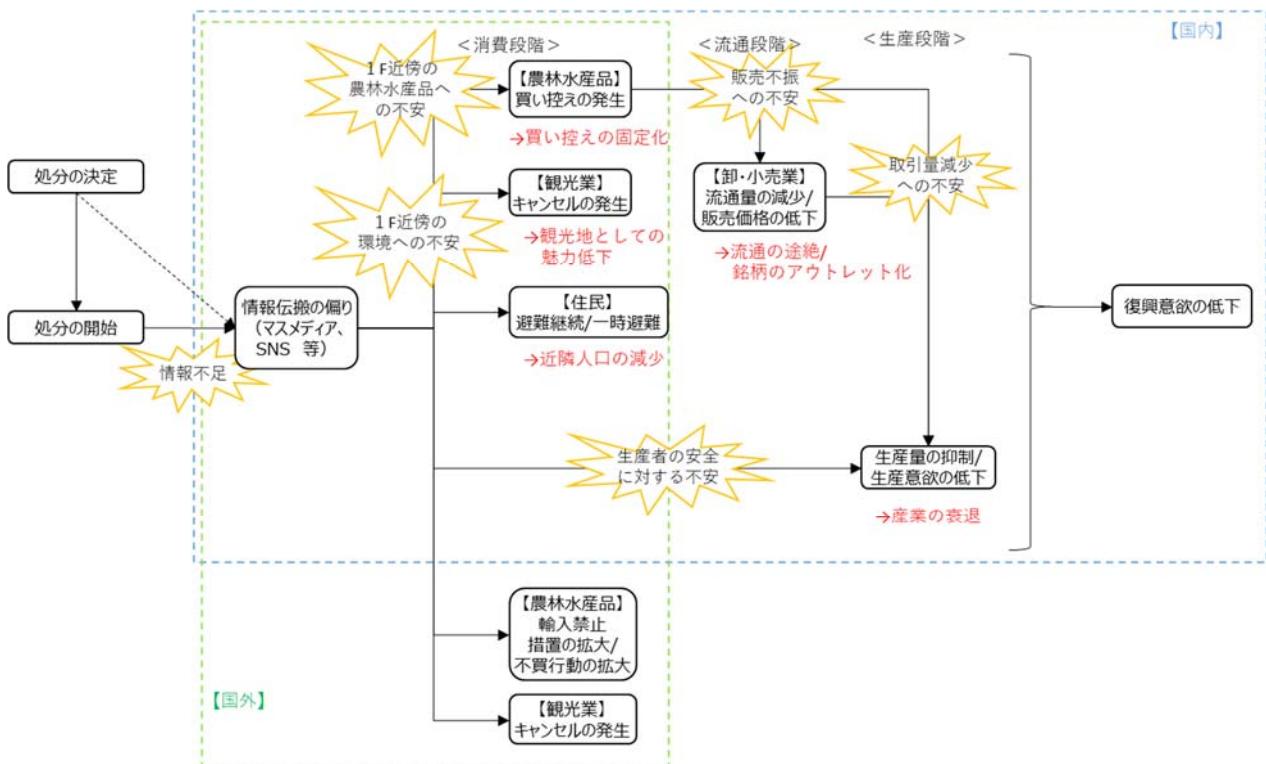 【国内】
＜消費段階＞
＜流通段階＞
＜生産段階＞
１F近傍の
農林水産品へ
の不安
【農林水産品】
買い控えの発生
→買い控えの固定化
販売不振
への不安
処分の決定
【観光業】
キャンセルの発生
→観光地としての
魅力低下
１F近傍の
環境への不安
【卸・小売業】
流通量の減少/
販売価格の低下
→流通の途絶/
銘柄のアウトレット化
取引量減少
への不安
処分の開始
情報不足
情報伝搬の偏り
（マスメディア、
SNS 等）
【住民】
避難継続/一時避難
→近隣人口の減少
復興意欲の低下
生産者の安全
に対する不安
生産量の抑制/
生産意欲の低下
→産業の衰退
【農林水産品】
輸入禁止
措置の拡大/
不買行動の拡大
【国外】
【観光業】
キャンセルの発生